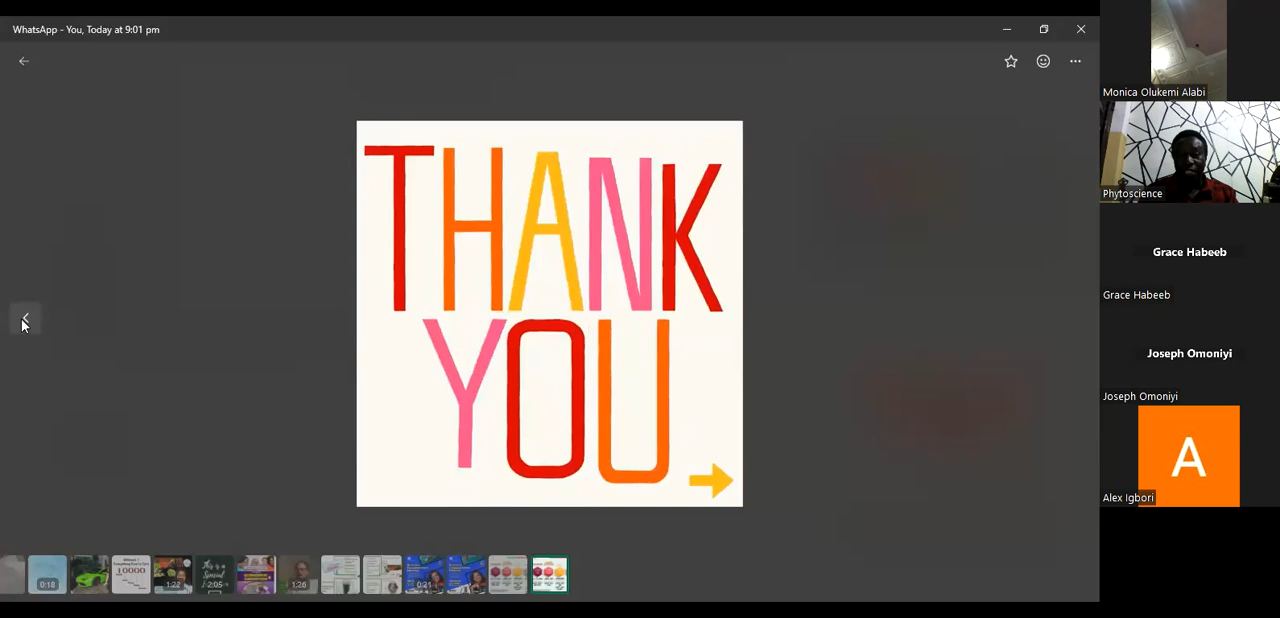 WhatsApp - You, Today at 9:01 pm
THANK
YOU
Monica Olukemi Alabi
Phytoscience
Grace Habeeb
Grace Habeeb
Joseph Omoniyi
Joseph Omoniyi
A
Alex Igbori
0:18
10000
1:22
2:05
1:26
0:21